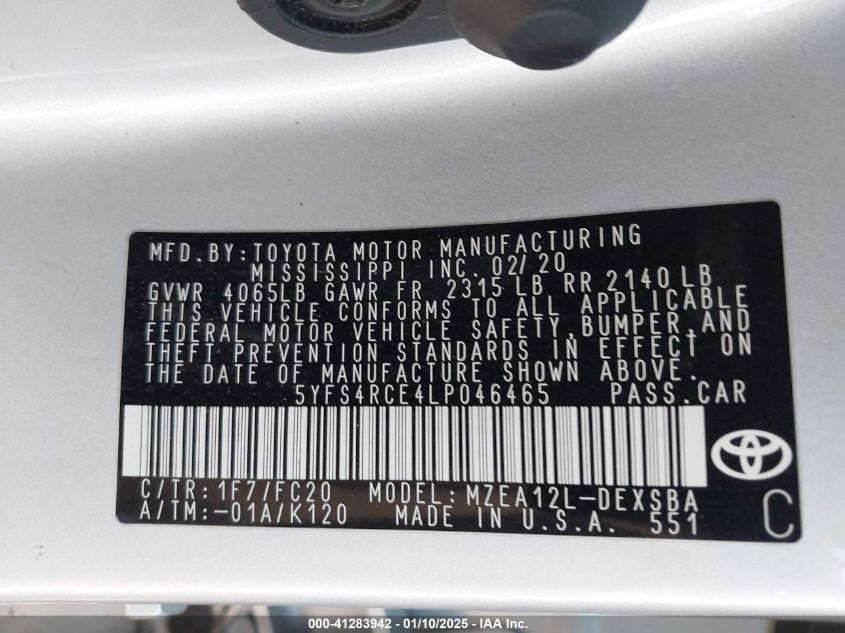 MFD.BY:TOYOTA MOTOR MANUFACTURING
MISSISSIPPI INC. 02/20
GVWR 4065LB GAWR FR 2315 LB RR 2140 LB
THIS VEHICLE CONFORMS TO ALL APPLICABLE
FEDERAL MOTOR VEHICLE SAFETY,BUMPER,AND
THEFT PREVENTION STANDARDS IN EFFECT ON
THE DATE OF MANUFACTURE SHOWN ABOVE.
5YFS4RCE4LP046465 PASS.CAR
C/TR:1F7/FC20 MODEL:MZEA12L-DEXSBA
A/TM:-01A/K120 MADE IN U.S.A. 551 C
000-41283942 - 01/10/2025 - IAA Inc.